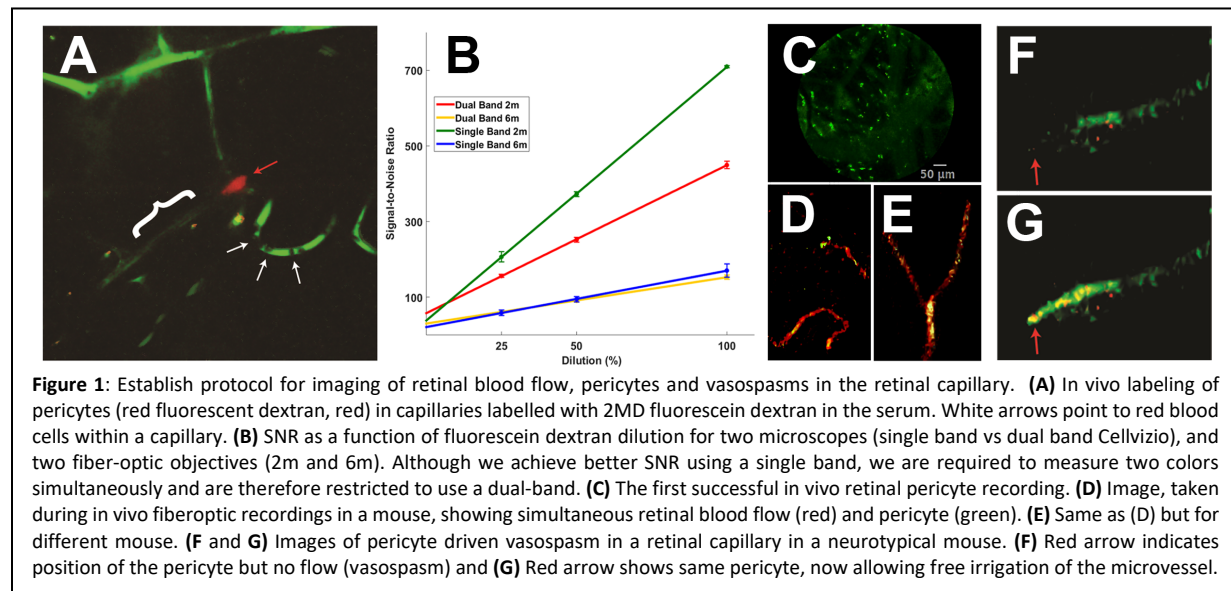 A
B
C
D
E
F
G
700
500
300
100
Signal-to-Noise Ratio
Dual Band 2m
Dual Band 6m
Single Band 2m
Single Band 6m
25
50
100
Dilution (%)
50 µm
Figure 1: Establish protocol for imaging of retinal blood flow, pericytes and vasospasms in the retinal capillary. (A) In vivo labeling of
pericytes (red fluorescent dextran, red) in capillaries labelled with 2MD fluorescein dextran in the serum. White arrows point to red blood
cells within a capillary. (B) SNR as a function of fluorescein dextran dilution for two microscopes (single band vs dual band Cellvizio), and
two fiber-optic objectives (2m and 6m). Although we achieve better SNR using a single band, we are required to measure two colors
simultaneously and are therefore restricted to use a dual-band. (C) The first successful in vivo retinal pericyte recording. (D) Image, taken
during in vivo fiberoptic recordings in a mouse, showing simultaneous retinal blood flow (red) and pericyte (green). (E) Same as (D) but for
different mouse. (F and G) Images of pericyte driven vasospasm in a retinal capillary in a neurotypical mouse. (F) Red arrow indicates
position of the pericyte but no flow (vasospasm) and (G) Red arrow shows same pericyte, now allowing free irrigation of the microvessel.